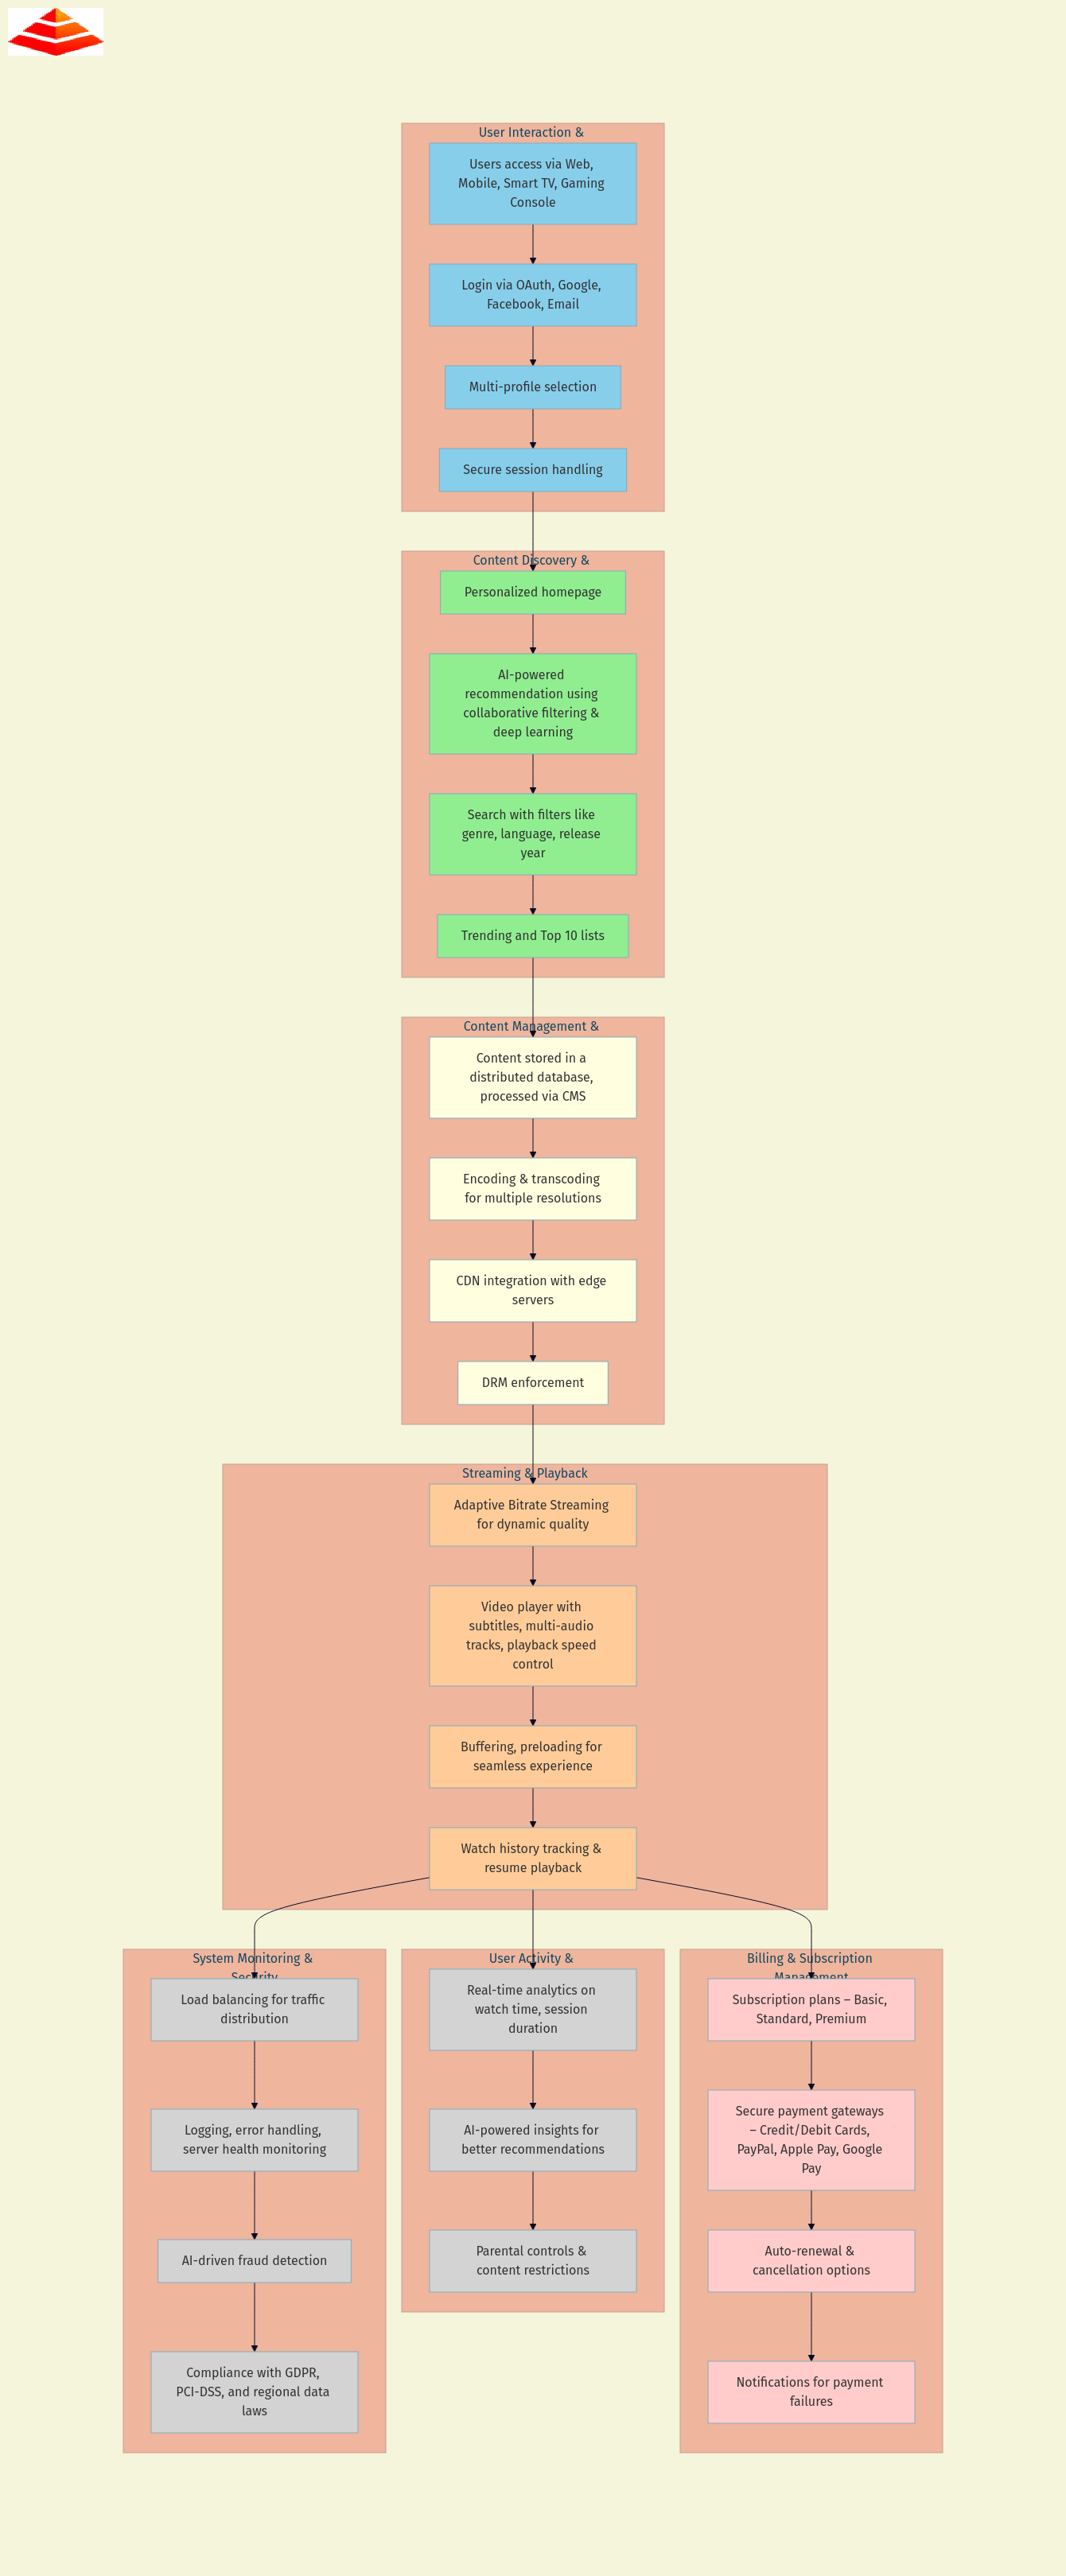 User Interaction &
Users access via Web,
Mobile, Smart TV, Gaming
Console
Login via OAuth, Google,
Facebook, Email
Multi-profile selection
Secure session handling
Content Discovery &
Personalized homepage
AI-powered
recommendation using
collaborative filtering &
deep learning
Search with filters like
genre, language, release
year
Trending and Top 10 lists
Content Management &
Content stored in a
distributed database,
processed via CMS
Encoding & transcoding
for multiple resolutions
CDN integration with edge
servers
DRM enforcement
Streaming & Playback
Adaptive Bitrate Streaming
for dynamic quality
Video player with
subtitles, multi-audio
tracks, playback speed
control
Buffering, preloading for
seamless experience
Watch history tracking &
resume playback
System Monitoring &
Security
Load balancing for traffic
distribution
Logging, error handling,
server health monitoring
AI-driven fraud detection
Compliance with GDPR,
PCI-DSS, and regional data
laws
User Activity &
Real-time analytics on
watch time, session
duration
AI-powered insights for
better recommendations
Parental controls &
content restrictions
Billing & Subscription
Management
Subscription plans – Basic,
Standard, Premium
Secure payment gateways
– Credit/Debit Cards,
PayPal, Apple Pay, Google
Pay
Auto-renewal &
cancellation options
Notifications for payment
failures